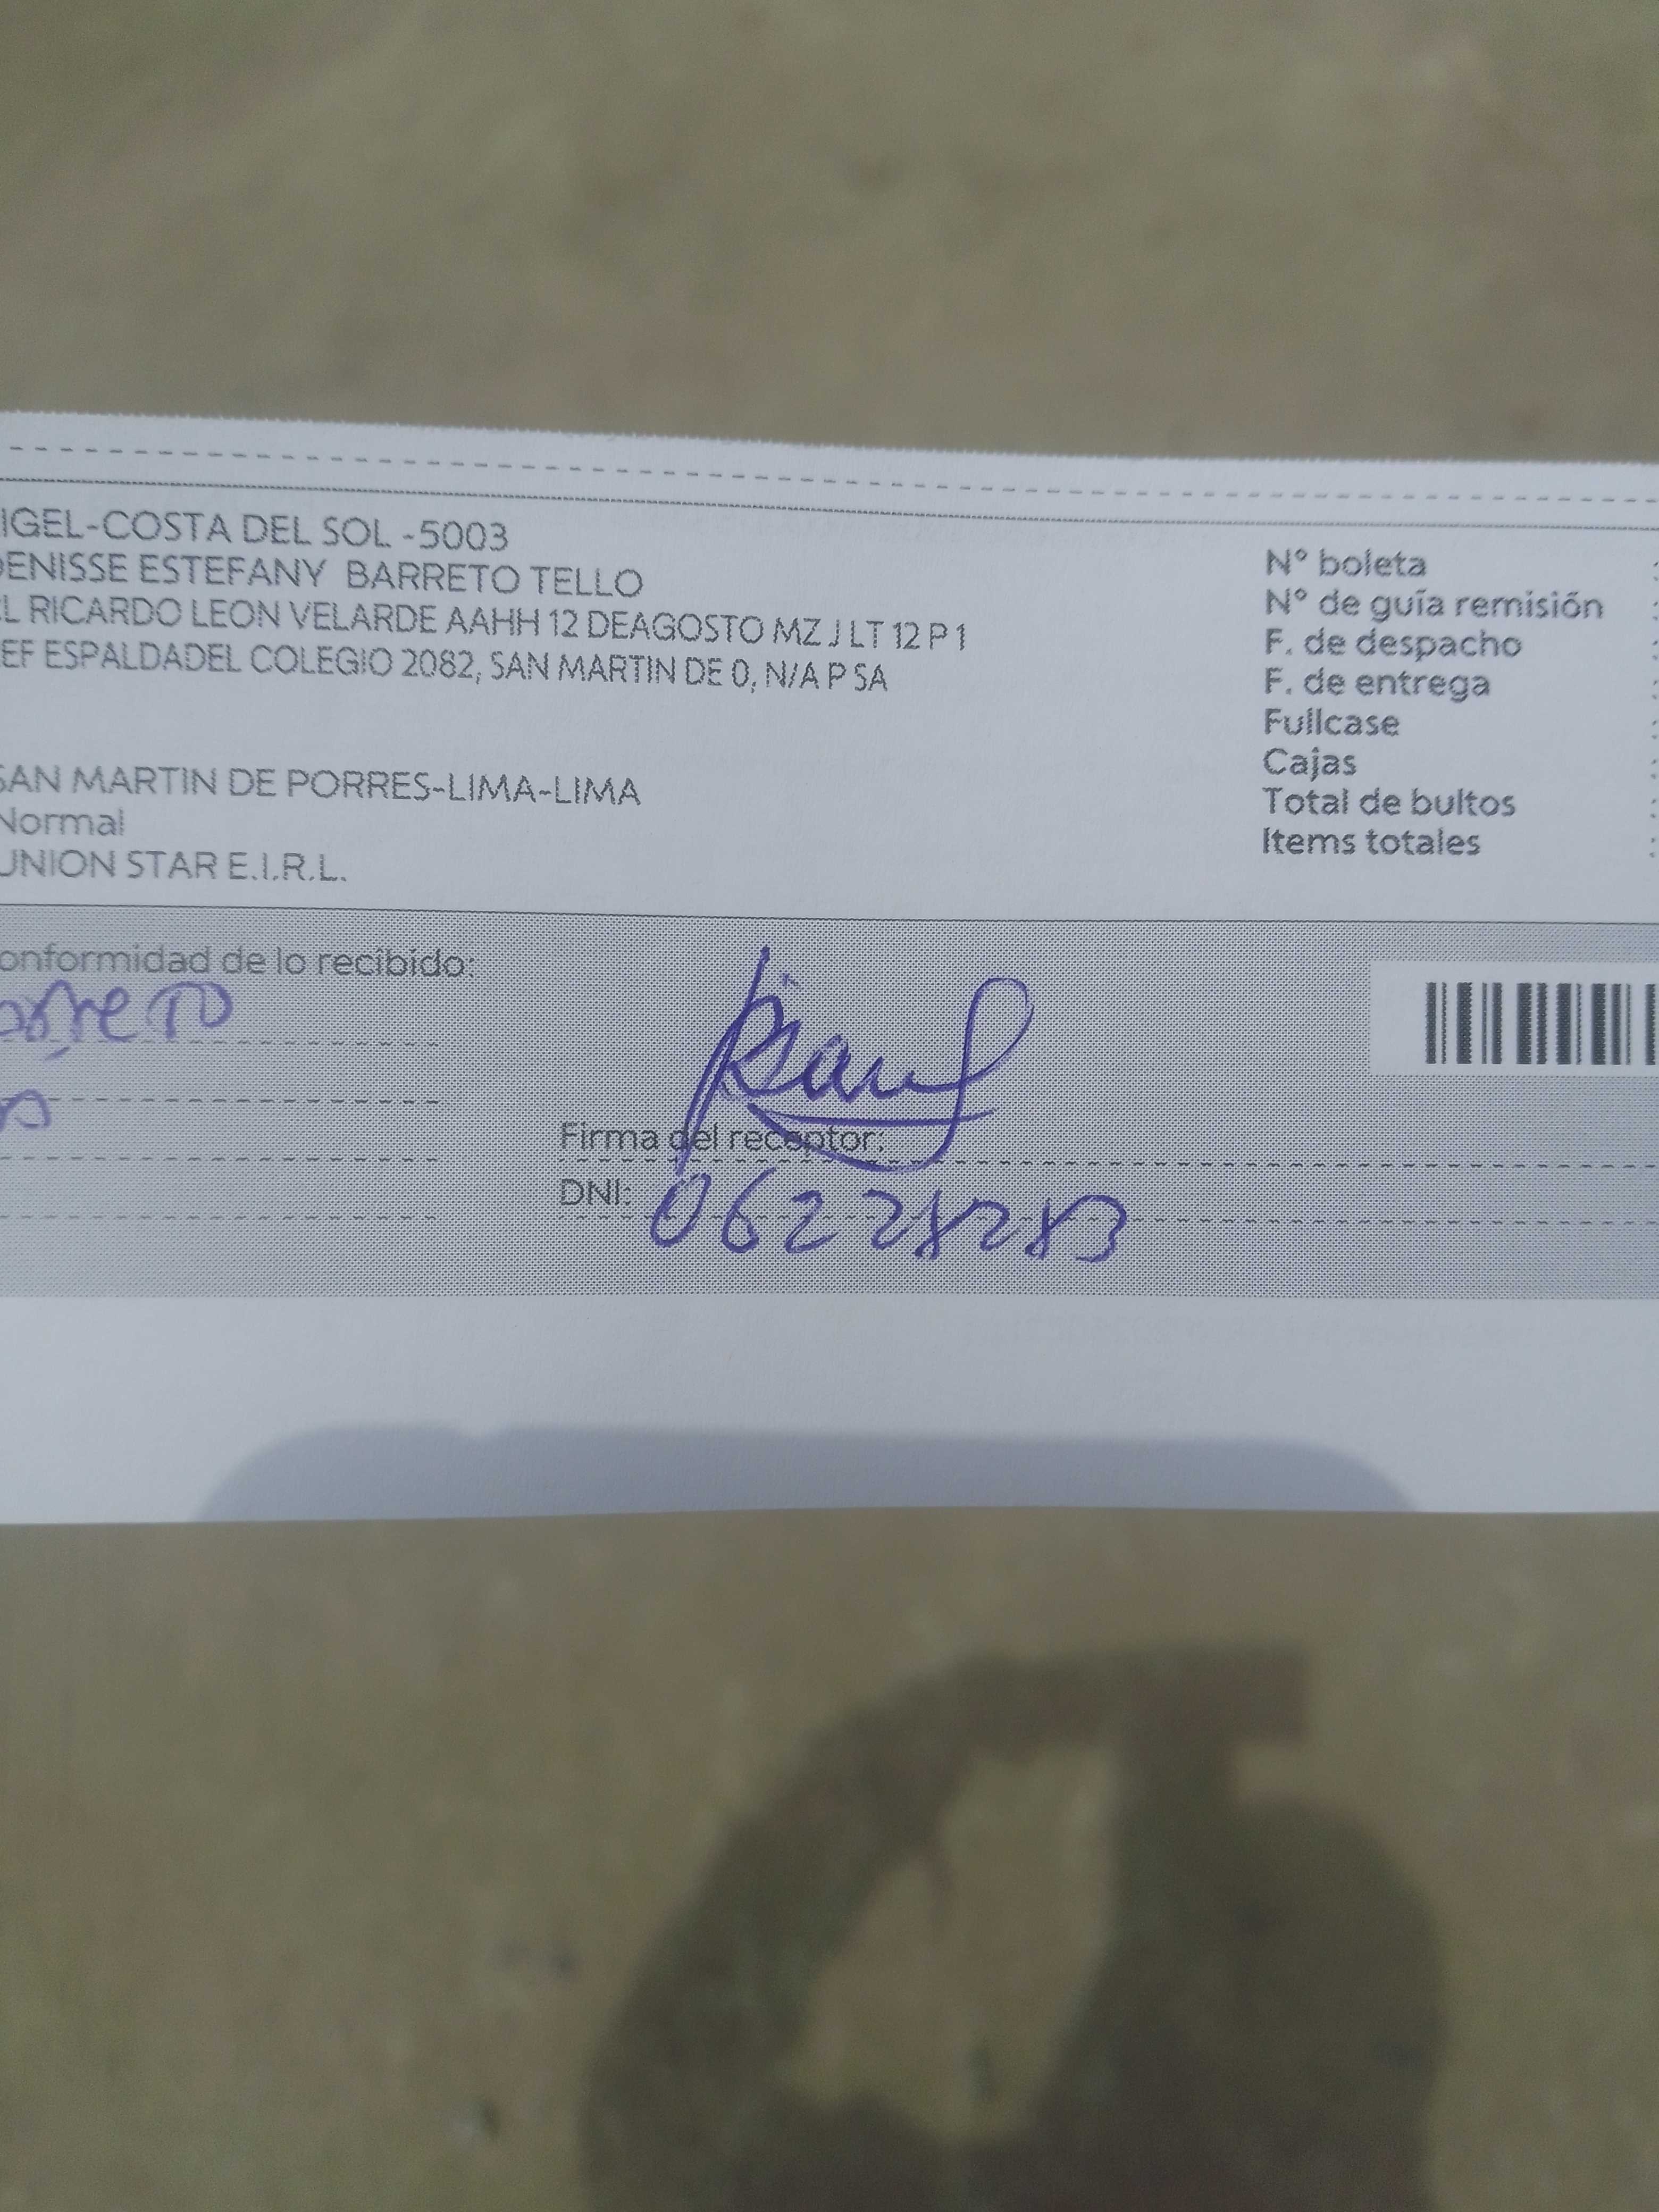 IGEL-COSTA DEL SOL -5003
DENISSE ESTEFANY BARRETO TELLO
L RICARDO LEON VELARDE AAHH 12 DEAGOSTO MZ J LT 12 P 1
EF ESPALDADEL COLEGIO 2082, SAN MARTIN DE 0, N/A P SA
SAN MARTIN DE PORRES-LIMA-LIMA
Normal
UNION STAR E.I.R.L.
N° boleta :
N° de guía remisión :
F. de despacho :
F. de entrega :
Fullcase :
Cajas :
Total de bultos :
Items totales :
onformidad de lo recibido:
Firma del receptor:
DNI: 06228283